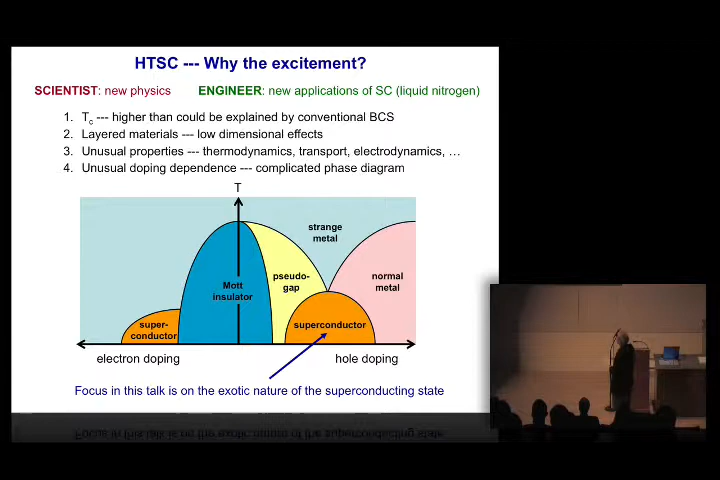 HTSC --- Why the excitement?
SCIENTIST: new physics ENGINEER: new applications of SC (liquid nitrogen)
1. Tc --- higher than could be explained by conventional BCS
2. Layered materials --- low dimensional effects
3. Unusual properties --- thermodynamics, transport, electrodynamics, …
4. Unusual doping dependence --- complicated phase diagram
T
strange
metal
pseudo-
gap
normal
metal
Mott
insulator
super-
conductor
superconductor
electron doping
hole doping
Focus in this talk is on the exotic nature of the superconducting state